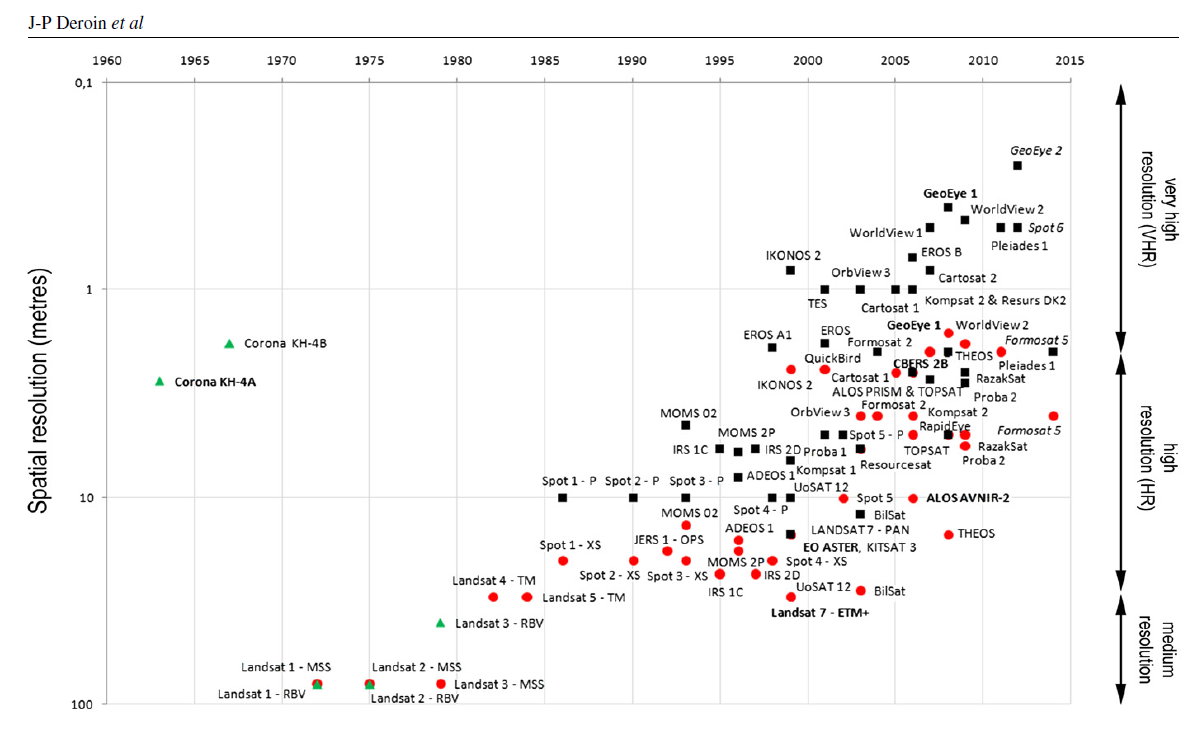 J-P Deroin et al
1960 1965 1970 1975 1980 1985 1990 1995 2000 2005 2010 2015
0,1
GeoEye 2
GeoEye 1
WorldView 2
WorldView 1
Spot 6
Pleiades 1
EROS B
IKONOS 2
OrbView 3
Cartosat 2
1
TES
Cartosat 1
Kompsat 2 & Resurs DK2
GeoEye 1
WorldView 2
EROS A1
EROS
Formosat 2
Formosat 5
Corona KH-4B
QuickBird
CBERS 2B
THEOS
Pleiades 1
Corona KH-4A
IKONOS 2
Cartosat 1
RazakSat
ALOS PRISM & TOPSAT
Proba 2
MOMS 02
OrbView 3
Formosat 2
Kompsat 2
RapidEye
Formosat 5
MOMS 2P
Spot 5 - P
IRS 1C
IRS 2D
Proba 1
TOPSAT
RazakSat
Resourcesat
Proba 2
ADEOS 1
Kompsat 1
Spot 1 - P
Spot 2 - P
Spot 3 - P
UoSAT 12
10
Spot 5
ALOS AVNIR-2
MOMS 02
Spot 4 - P
BilSat
ADEOS 1
LANDSAT 7 - PAN
THEOS
Spot 1 - XS
JERS 1 - OPS
EO ASTER, KITSAT 3
MOMS 2P
Spot 4 - XS
Spot 2 - XS
Spot 3 - XS
IRS 2D
Landsat 4 - TM
IRS 1C
UoSAT 12
BilSat
Landsat 5 - TM
Landsat 7 - ETM+
Landsat 3 - RBV
Landsat 1 - MSS
Landsat 2 - MSS
Landsat 3 - MSS
Landsat 1 - RBV
Landsat 2 - RBV
100
Spatial resolution (metres)
very high
resolution (VHR)
high
resolution (HR)
medium
resolution